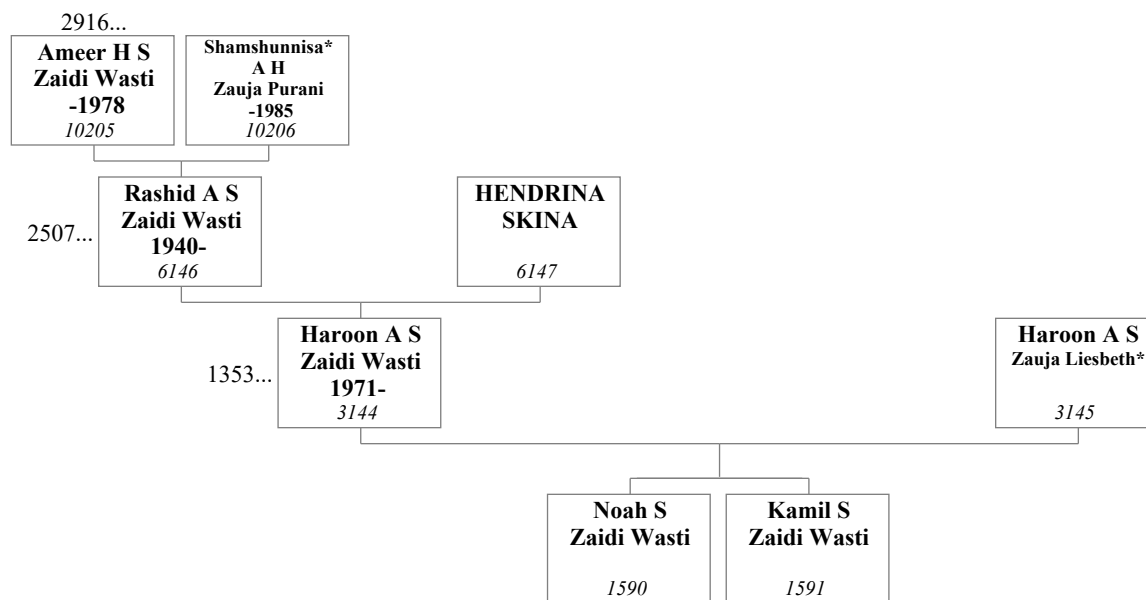 2916...
Ameer H S
Zaidi Wasti
-1978
10205
Shamshunnisa*
A H
Zauja Purani
-1985
10206
2507...
Rashid A S
Zaidi Wasti
1940-
6146
HENDRINA
SKINA
6147
1353...
Haroon A S
Zaidi Wasti
1971-
3144
Haroon A S
Zauja Liesbeth*
3145
Noah S
Zaidi Wasti
1590
Kamil S
Zaidi Wasti
1591